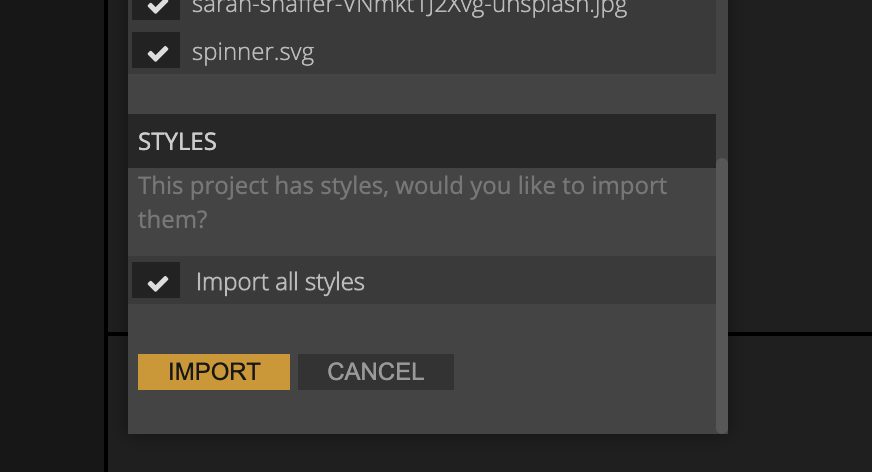 sarah-shaffer-VNmkt1J2Xvg-unsplash.jpg
spinner.svg
STYLES
This project has styles, would you like to import
them?
Import all styles
IMPORT
CANCEL